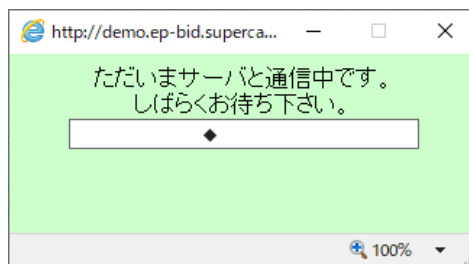 http://demo.ep-bid.superca...
ただいまサーバと通信中です。
しばらくお待ち下さい。
◆
100%